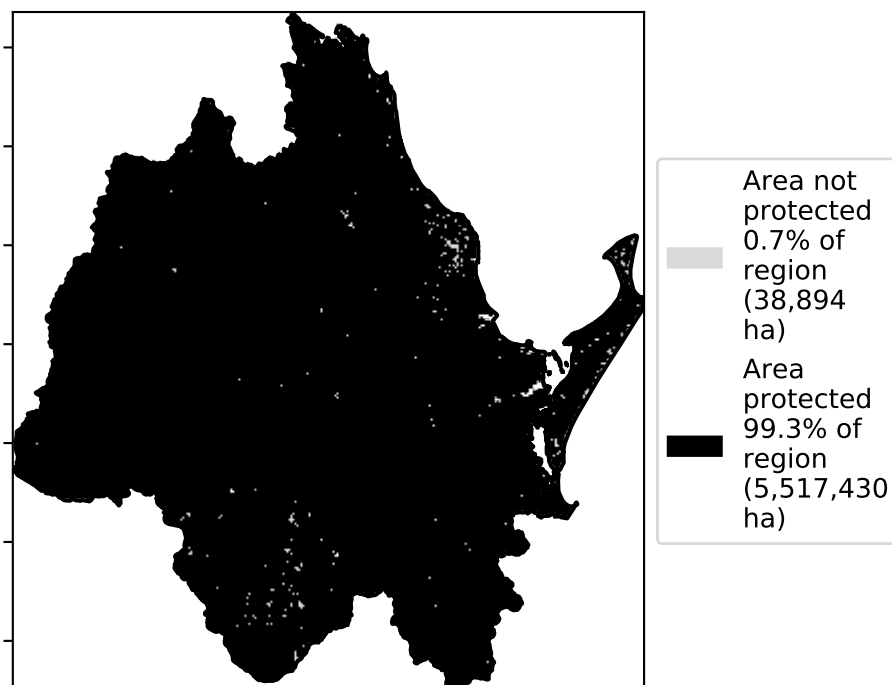 Area not
protected
0.7% of
region
(38,894
ha)
Area
protected
99.3% of
region
(5,517,430
ha)